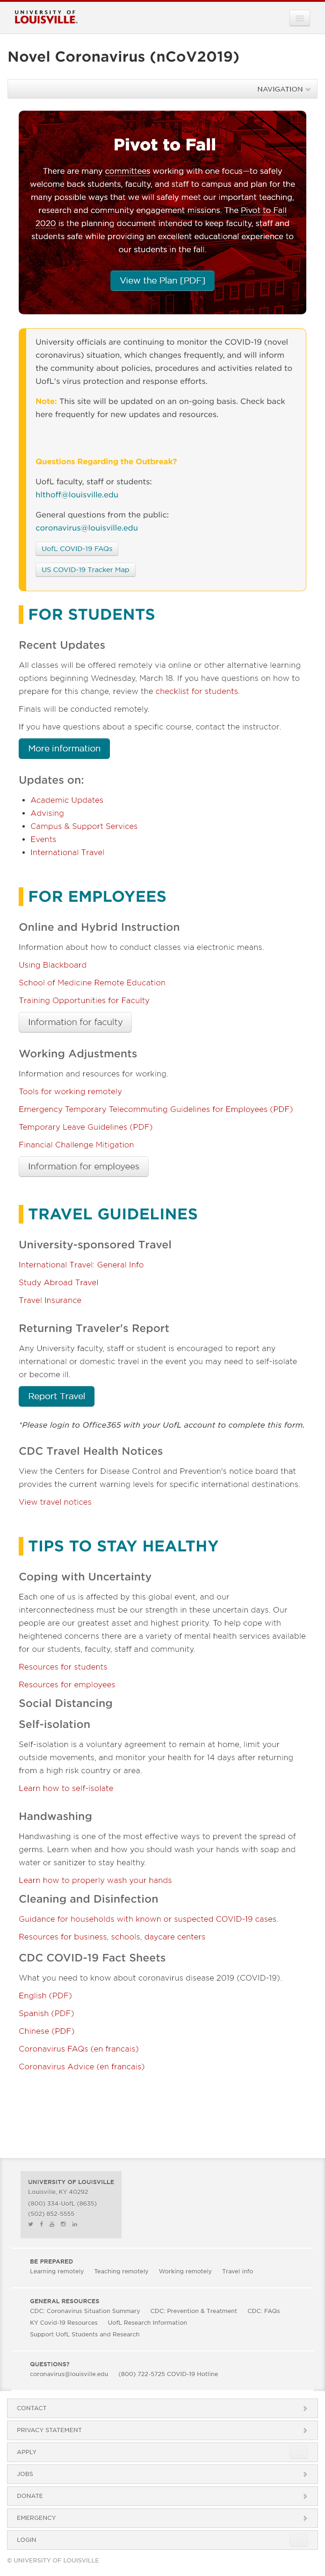 UNIVERSITY OF
LOUISVILLE.
Novel Coronavirus (nCoV2019)
NAVIGATION
Pivot to Fall
There are many committees working with one focus—to safely
welcome back students, faculty, and staff to campus and plan for the
many possible ways that we will safely meet our important teaching,
research and community engagement missions. The Pivot to Fall
2020 is the planning document intended to keep faculty, staff and
students safe while providing an excellent educational experience to
our students in the fall.
View the Plan [PDF]
University officials are continuing to monitor the COVID-19 (novel
coronavirus) situation, which changes frequently, and will inform
the community about policies, procedures and activities related to
UofL's virus protection and response efforts.
Note: This site will be updated on an on-going basis. Check back
here frequently for new updates and resources.
Questions Regarding the Outbreak?
UofL faculty, staff or students:
hlthoff@louisville.edu
General questions from the public:
coronavirus@louisville.edu
UofL COVID-19 FAQs
US COVID-19 Tracker Map
FOR STUDENTS
Recent Updates
All classes will be offered remotely via online or other alternative learning
options beginning Wednesday, March 18. If you have questions on how to
prepare for this change, review the checklist for students.
Finals will be conducted remotely.
If you have questions about a specific course, contact the instructor.
More information
Updates on:
Academic Updates
Advising
Campus & Support Services
Events
International Travel
FOR EMPLOYEES
Online and Hybrid Instruction
Information about how to conduct classes via electronic means.
Using Blackboard
School of Medicine Remote Education
Training Opportunities for Faculty
Information for faculty
Working Adjustments
Information and resources for working.
Tools for working remotely
Emergency Temporary Telecommuting Guidelines for Employees (PDF)
Temporary Leave Guidelines (PDF)
Financial Challenge Mitigation
Information for employees
TRAVEL GUIDELINES
University-sponsored Travel
International Travel: General Info
Study Abroad Travel
Travel Insurance
Returning Traveler's Report
Any University faculty, staff or student is encouraged to report any
international or domestic travel in the event you may need to self-isolate
or become ill.
Report Travel
*Please login to Office365 with your UofL account to complete this form.
CDC Travel Health Notices
View the Centers for Disease Control and Prevention's notice board that
provides the current warning levels for specific international destinations.
View travel notices
TIPS TO STAY HEALTHY
Coping with Uncertainty
Each one of us is affected by this global event, and our
interconnectedness must be our strength in these uncertain days. Our
people are our greatest asset and highest priority. To help cope with
heightened concerns there are a variety of mental health services available
for our students, faculty, staff and community.
Resources for students
Resources for employees
Social Distancing
Self-isolation
Self-isolation is a voluntary agreement to remain at home, limit your
outside movements, and monitor your health for 14 days after returning
from a high risk country or area.
Learn how to self-isolate
Handwashing
Handwashing is one of the most effective ways to prevent the spread of
germs. Learn when and how you should wash your hands with soap and
water or sanitizer to stay healthy.
Learn how to properly wash your hands
Cleaning and Disinfection
Guidance for households with known or suspected COVID-19 cases.
Resources for business, schools, daycare centers
CDC COVID-19 Fact Sheets
What you need to know about coronavirus disease 2019 (COVID-19).
English (PDF)
Spanish (PDF)
Chinese (PDF)
Coronavirus FAQs (en francais)
Coronavirus Advice (en francais)
UNIVERSITY OF LOUISVILLE
Louisville, KY 40292
(800) 334-UofL (8635)
(502) 852-5555
BE PREPARED
Learning remotely Teaching remotely Working remotely Travel info
GENERAL RESOURCES
CDC: Coronavirus Situation Summary CDC: Prevention & Treatment CDC: FAQs
KY Covid-19 Resources UofL Research Information
Support UofL Students and Research
QUESTIONS?
coronavirus@louisville.edu (800) 722-5725 COVID-19 Hotline
CONTACT
PRIVACY STATEMENT
APPLY
JOBS
DONATE
EMERGENCY
LOGIN
© UNIVERSITY OF LOUISVILLE